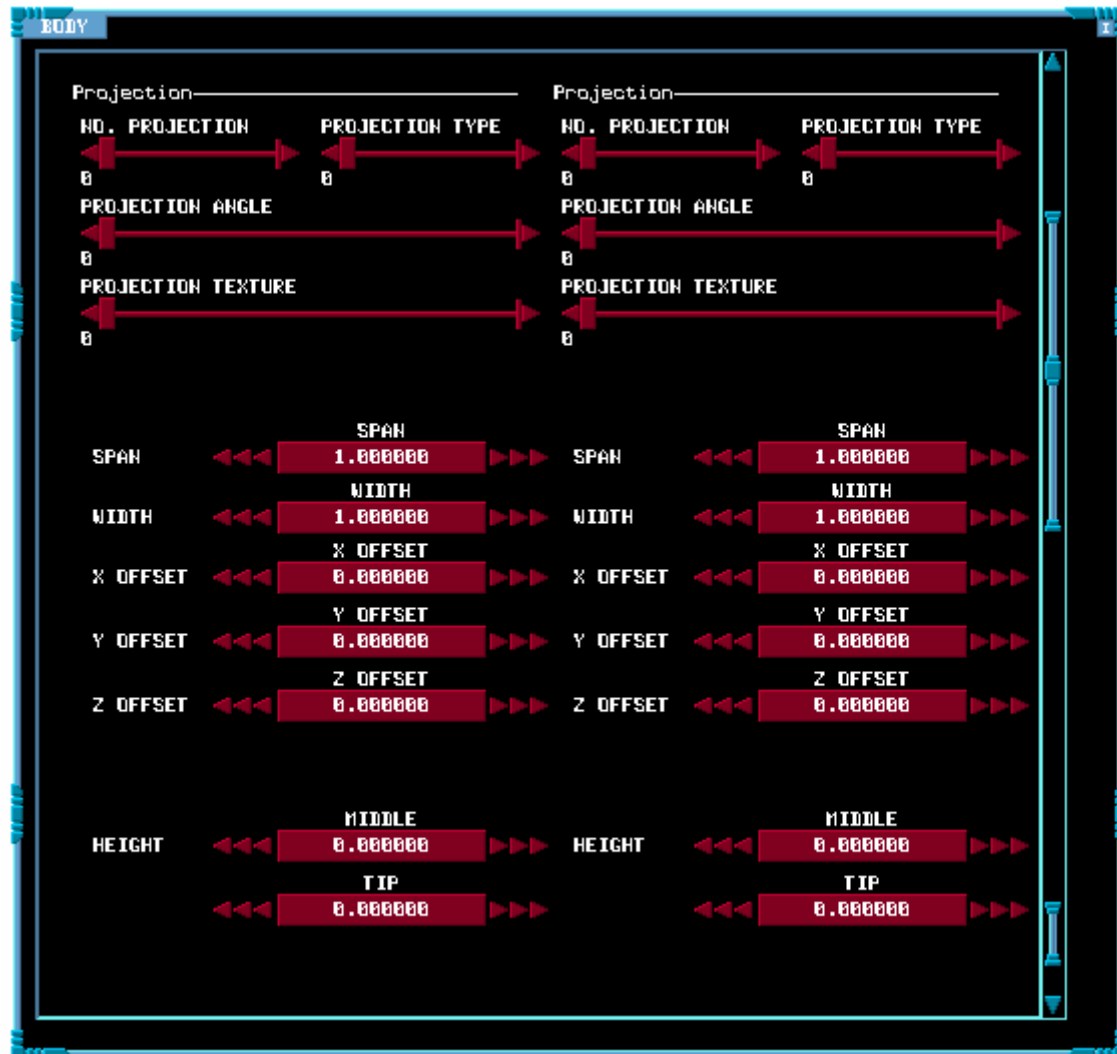 BODY
I
Projection Projection
NO. PROJECTION PROJECTION TYPE NO. PROJECTION PROJECTION TYPE
0 0 0 0
PROJECTION ANGLE PROJECTION ANGLE
0 0
PROJECTION TEXTURE PROJECTION TEXTURE
0 0
SPAN SPAN
SPAN 1.000000 SPAN 1.000000
WIDTH WIDTH
WIDTH 1.000000 WIDTH 1.000000
X OFFSET X OFFSET
X OFFSET 0.000000 X OFFSET 0.000000
Y OFFSET Y OFFSET
Y OFFSET 0.000000 Y OFFSET 0.000000
Z OFFSET Z OFFSET
Z OFFSET 0.000000 Z OFFSET 0.000000
MIDDLE MIDDLE
HEIGHT 0.000000 HEIGHT 0.000000
TIP TIP
0.000000 0.000000